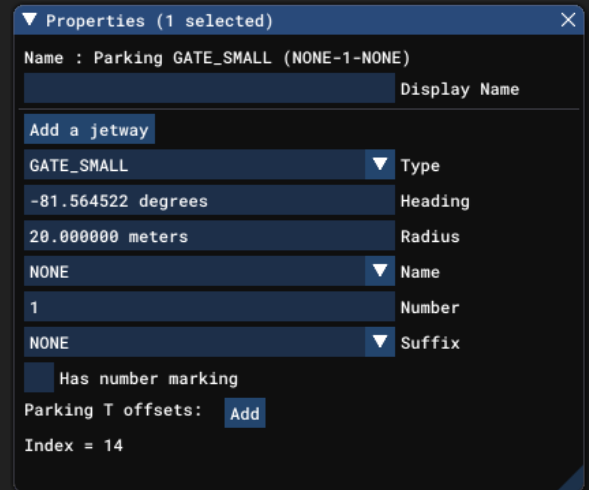 Properties (1 selected)
Name : Parking GATE_SMALL (NONE-1-NONE)
Display Name
Add a jetway
GATE_SMALL Type
-81.564522 degrees Heading
20.000000 meters Radius
NONE Name
1 Number
NONE Suffix
Has number marking
Parking T offsets: Add
Index = 14